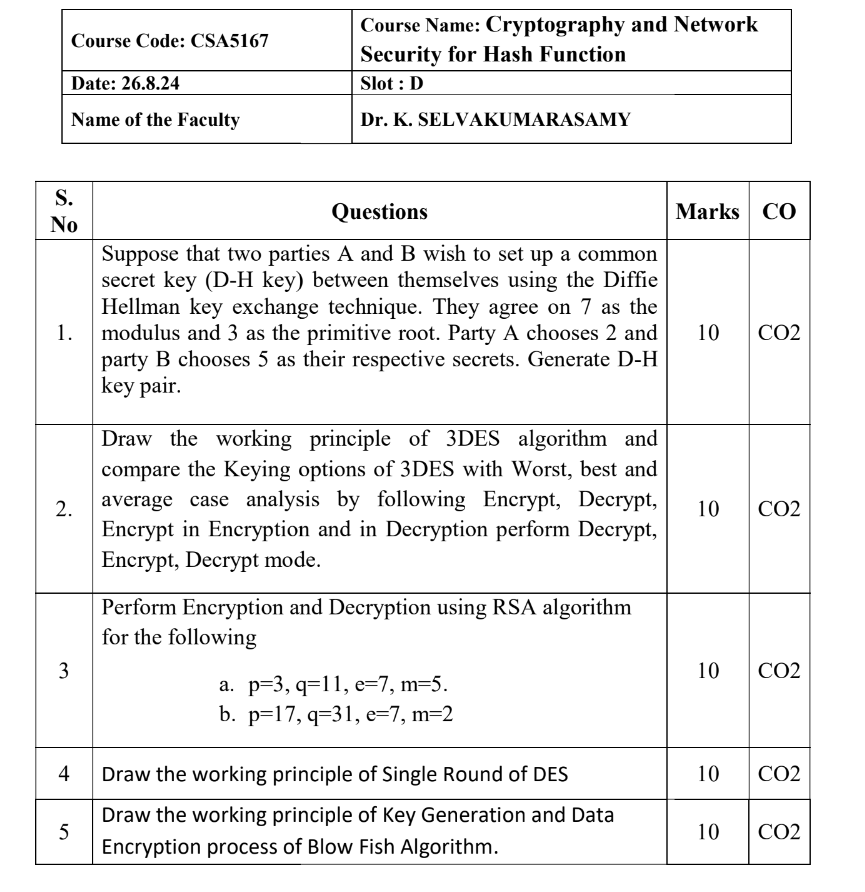 Course Code: CSA5167
Course Name: Cryptography and Network
Security for Hash Function
Date: 26.8.24
Slot : D
Name of the Faculty
Dr. K. SELVAKUMARASAMY
S.
No
Questions
Marks
CO
1.
Suppose that two parties A and B wish to set up a common
secret key (D-H key) between themselves using the Diffie
Hellman key exchange technique. They agree on 7 as the
modulus and 3 as the primitive root. Party A chooses 2 and
party B chooses 5 as their respective secrets. Generate D-H
key pair.
10
CO2
2.
Draw the working principle of 3DES algorithm and
compare the Keying options of 3DES with Worst, best and
average case analysis by following Encrypt, Decrypt,
Encrypt in Encryption and in Decryption perform Decrypt,
Encrypt, Decrypt mode.
10
CO2
3
Perform Encryption and Decryption using RSA algorithm
for the following
a. p=3, q=11, e=7, m=5.
b. p=17, q=31, e=7, m=2
10
CO2
4
Draw the working principle of Single Round of DES
10
CO2
5
Draw the working principle of Key Generation and Data
Encryption process of Blow Fish Algorithm.
10
CO2